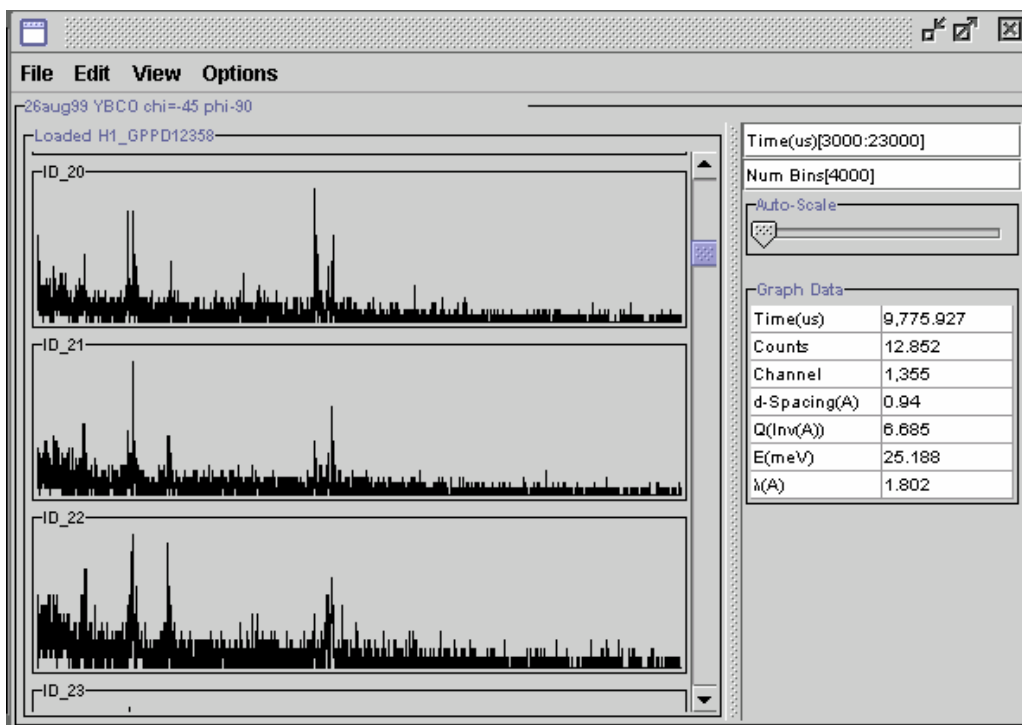 File Edit View Options
26aug99 YBCO chi=-45 phi-90
Loaded H1_GPPD12358
ID_20
ID_21
ID_22
ID_23
Time(us)[3000:23000]
Num Bins[4000]
Auto-Scale
Graph Data
Time(us) 9,775.927
Counts 12.852
Channel 1,355
d-Spacing(A) 0.94
Q(Inv(A)) 6.685
E(meV) 25.188
λ(A) 1.802